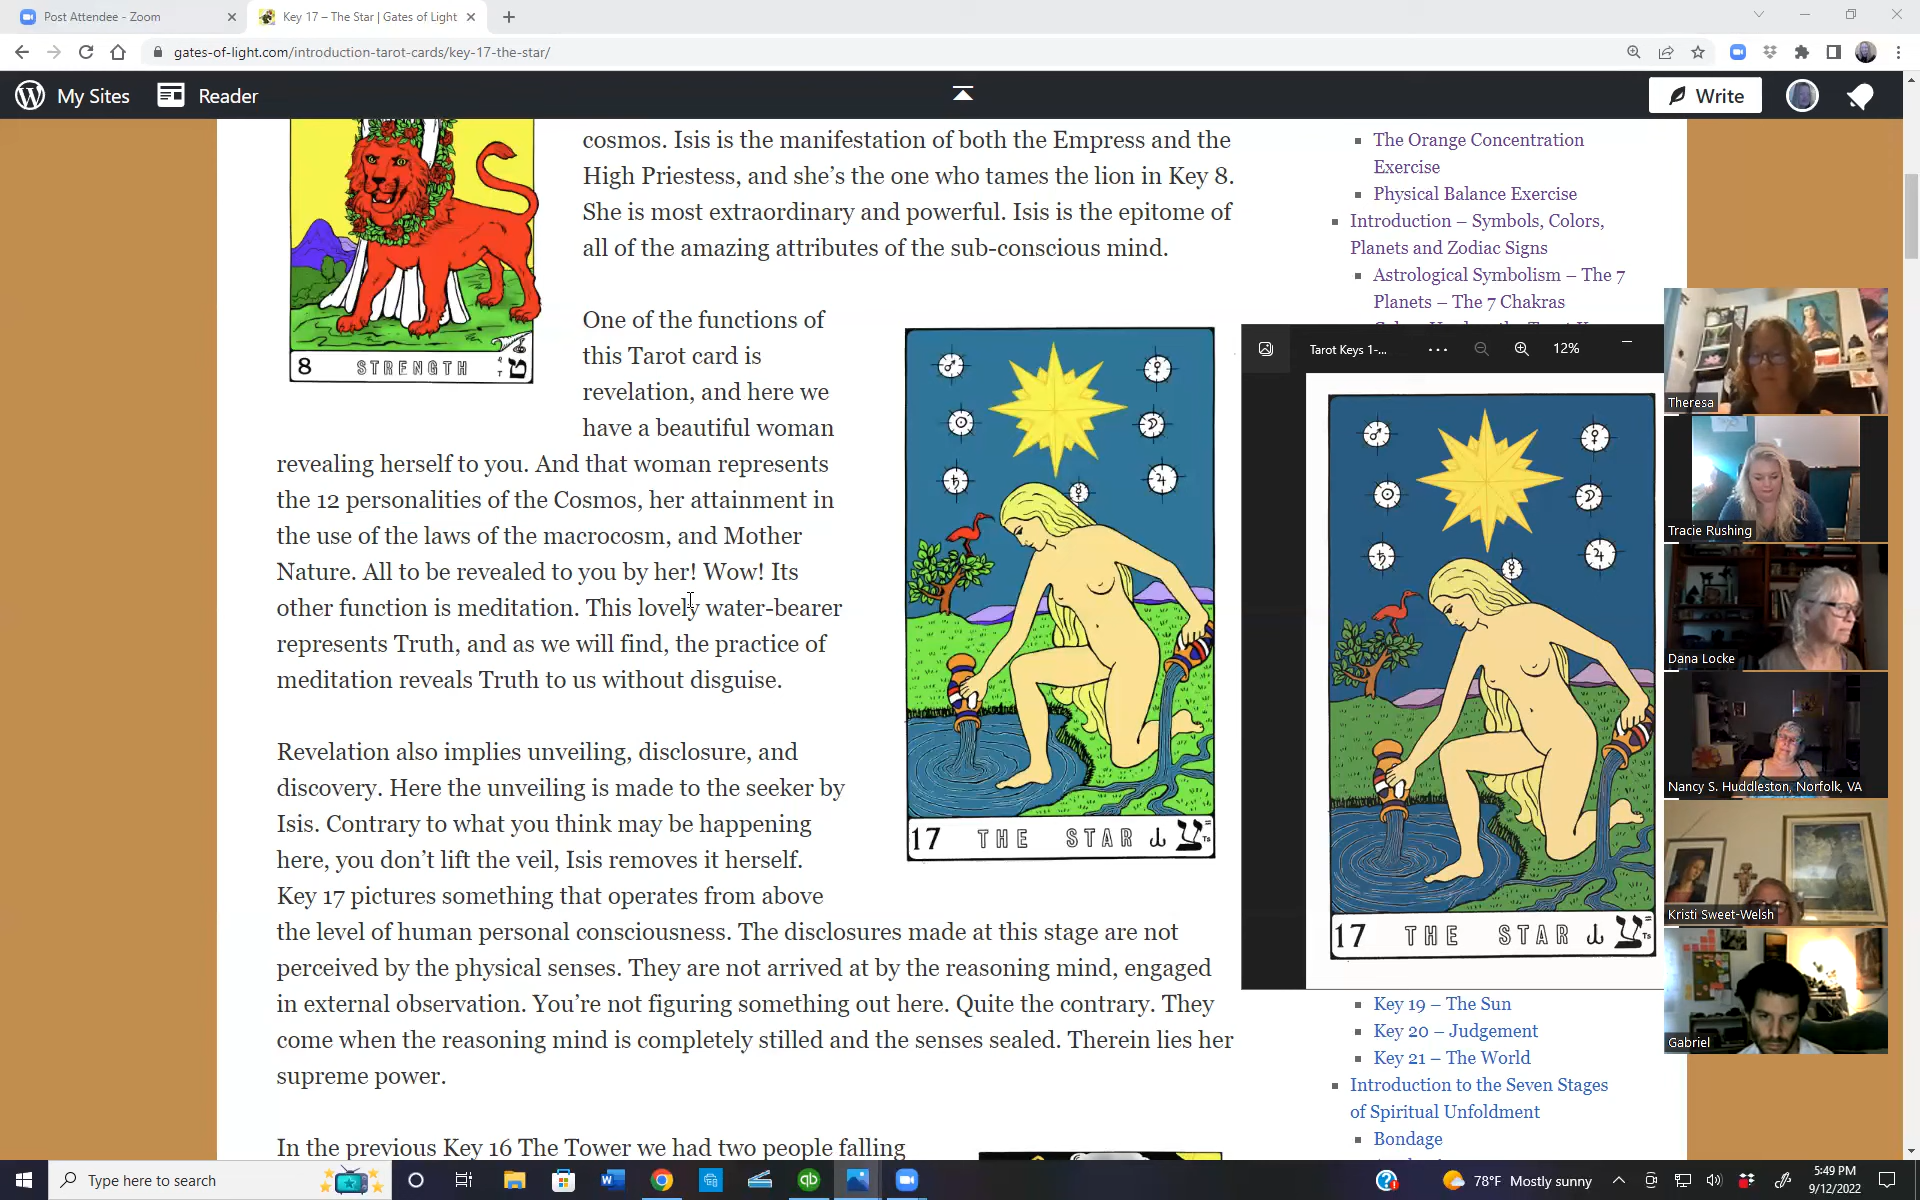 Post Attendee - Zoom
Key 17 – The Star | Gates of Light
gates-of-light.com/introduction-tarot-cards/key-17-the-star/
My Sites
Reader
Write
cosmos. Isis is the manifestation of both the Empress and the
High Priestess, and she’s the one who tames the lion in Key 8.
She is most extraordinary and powerful. Isis is the epitome of
all of the amazing attributes of the sub-conscious mind.
8 STRENGTH ט
One of the functions of
this Tarot card is
revelation, and here we
have a beautiful woman
revealing herself to you. And that woman represents
the 12 personalities of the Cosmos, her attainment in
the use of the laws of the macrocosm, and Mother
Nature. All to be revealed to you by her! Wow! Its
other function is meditation. This lovely water-bearer
represents Truth, and as we will find, the practice of
meditation reveals Truth to us without disguise.
17 THE STAR צ Ts
Revelation also implies unveiling, disclosure, and
discovery. Here the unveiling is made to the seeker by
Isis. Contrary to what you think may be happening
here, you don’t lift the veil, Isis removes it herself.
Key 17 pictures something that operates from above
the level of human personal consciousness. The disclosures made at this stage are not
perceived by the physical senses. They are not arrived at by the reasoning mind, engaged
in external observation. You’re not figuring something out here. Quite the contrary. They
come when the reasoning mind is completely stilled and the senses sealed. Therein lies her
supreme power.
In the previous Key 16 The Tower we had two people falling
The Orange Concentration
Exercise
Physical Balance Exercise
Introduction – Symbols, Colors,
Planets and Zodiac Signs
Astrological Symbolism – The 7
Planets – The 7 Chakras
Tarot Keys 1-...
12%
17 THE STAR צ Ts
Key 19 – The Sun
Key 20 – Judgement
Key 21 – The World
Introduction to the Seven Stages
of Spiritual Unfoldment
Bondage
Theresa
Tracie Rushing
Dana Locke
Nancy S. Huddleston, Norfolk, VA
Kristi Sweet-Welsh
Gabriel
Type here to search
78°F Mostly sunny
5:49 PM
9/12/2022